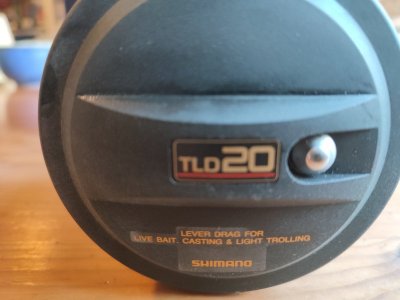 TLD20
LEVER DRAG FOR
LIVE BAIT, CASTING & LIGHT TROLLING
SHIMANO